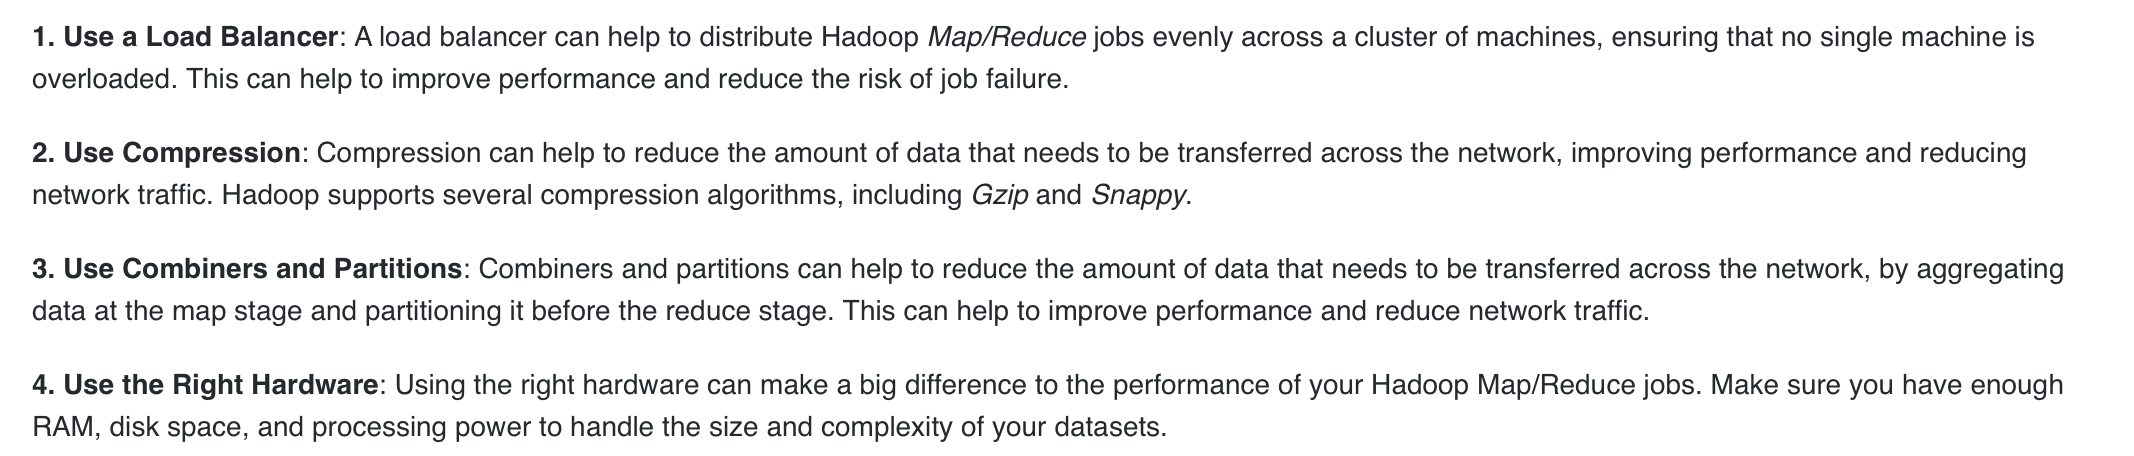 1. Use a Load Balancer: A load balancer can help to distribute Hadoop Map/Reduce jobs evenly across a cluster of machines, ensuring that no single machine is
overloaded. This can help to improve performance and reduce the risk of job failure.
2. Use Compression: Compression can help to reduce the amount of data that needs to be transferred across the network, improving performance and reducing
network traffic. Hadoop supports several compression algorithms, including Gzip and Snappy.
3. Use Combiners and Partitions: Combiners and partitions can help to reduce the amount of data that needs to be transferred across the network, by aggregating
data at the map stage and partitioning it before the reduce stage. This can help to improve performance and reduce network traffic.
4. Use the Right Hardware: Using the right hardware can make a big difference to the performance of your Hadoop Map/Reduce jobs. Make sure you have enough
RAM, disk space, and processing power to handle the size and complexity of your datasets.